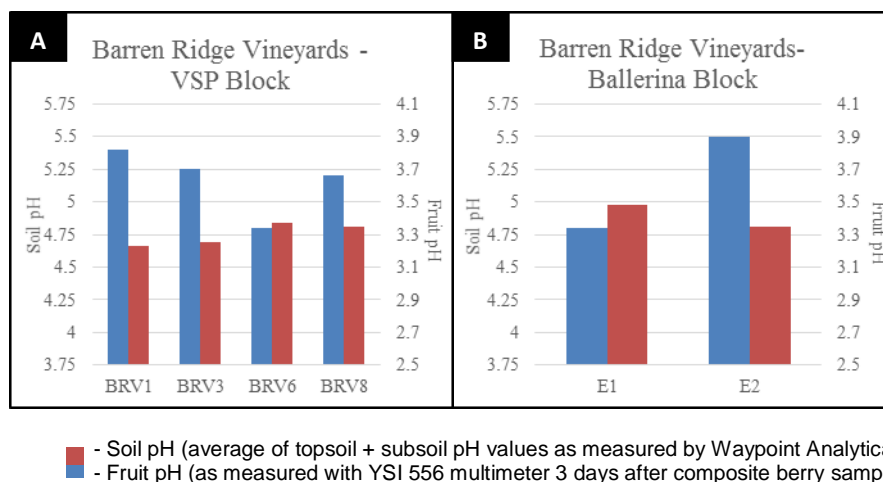 A
Barren Ridge Vineyards -
VSP Block
5.75
5.5
5.25
5
4.75
4.5
4.25
4
3.75
Soil pH
4.1
3.9
3.7
3.5
3.3
3.1
2.9
2.7
2.5
Fruit pH
BRV1 BRV3 BRV6 BRV8
B
Barren Ridge Vineyards-
Ballerina Block
5.75
5.5
5.25
5
4.75
4.5
4.25
4
3.75
Soil pH
4.1
3.9
3.7
3.5
3.3
3.1
2.9
2.7
2.5
Fruit pH
E1 E2
- Soil pH (average of topsoil + subsoil pH values as measured by Waypoint Analytica
- Fruit pH (as measured with YSI 556 multimeter 3 days after composite berry samp